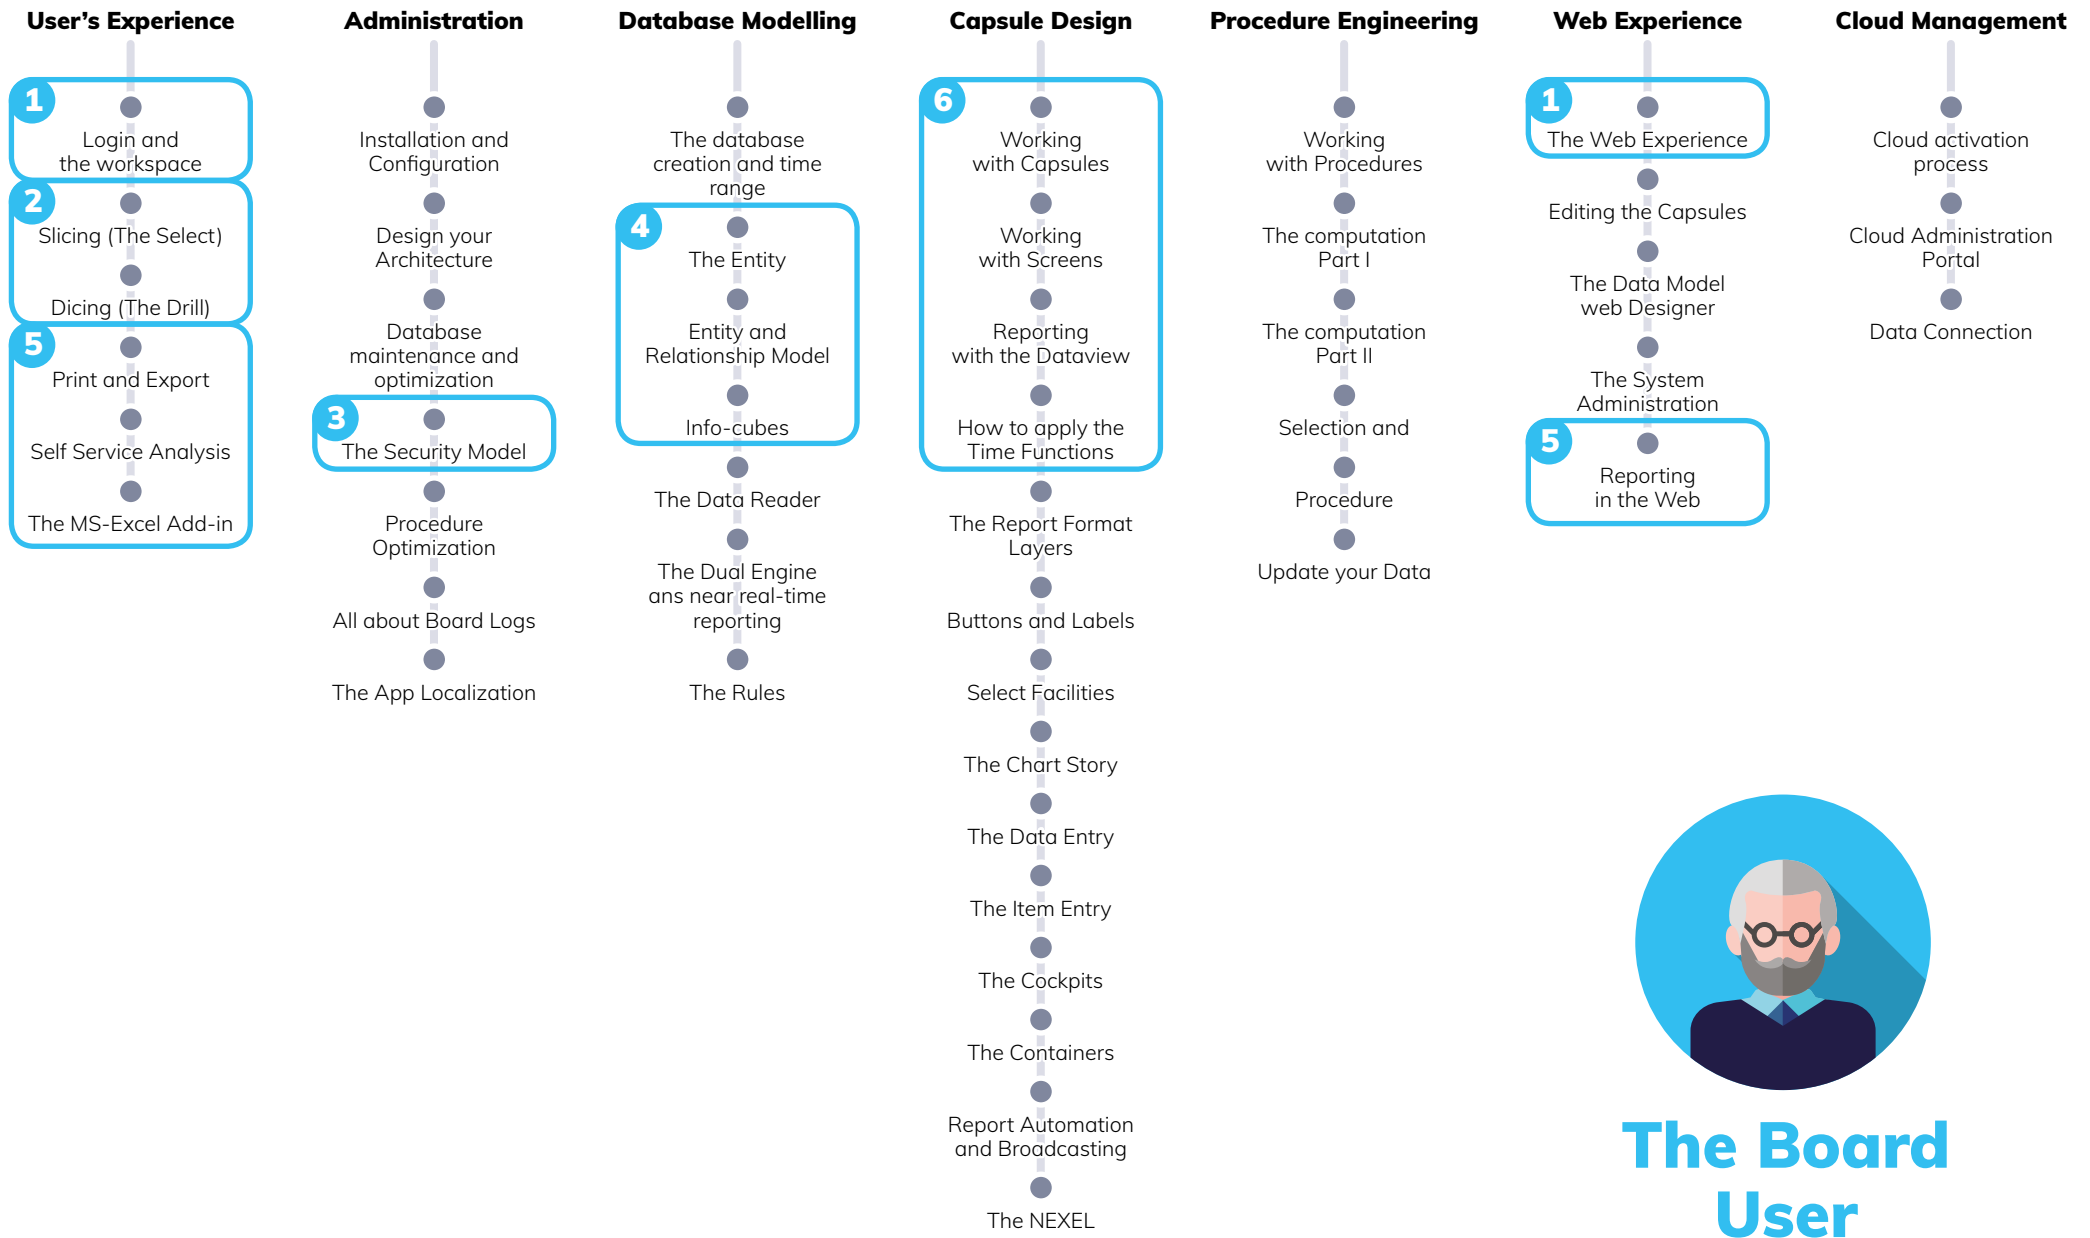 User's Experience
1
Login and
the workspace
2
Slicing (The Select)
Dicing (The Drill)
5
Print and Export
Self Service Analysis
The MS-Excel Add-in
Administration
Installation and
Configuration
Design your
Architecture
Database
maintenance and
optimization
3
The Security Model
Procedure
Optimization
All about Board Logs
The App Localization
Database Modelling
The database
creation and time
range
4
The Entity
Entity and
Relationship Model
Info-cubes
The Data Reader
The Dual Engine
ans near real-time
reporting
The Rules
Capsule Design
6
Working
with Capsules
Working
with Screens
Reporting
with the Dataview
How to apply the
Time Functions
The Report Format
Layers
Buttons and Labels
Select Facilities
The Chart Story
The Data Entry
The Item Entry
The Cockpits
The Containers
Report Automation
and Broadcasting
The NEXEL
Procedure Engineering
Working
with Procedures
The computation
Part I
The computation
Part II
Selection and
Procedure
Update your Data
Web Experience
1
The Web Experience
Editing the Capsules
The Data Model
web Designer
The System
Administration
5
Reporting
in the Web
Cloud Management
Cloud activation
process
Cloud Administration
Portal
Data Connection
The Board
User